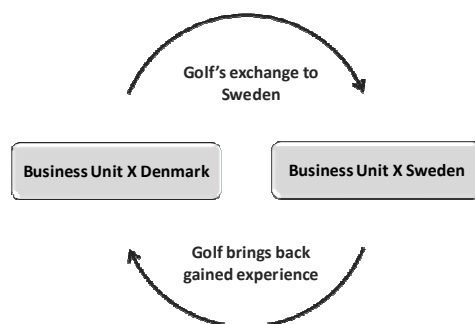 Golf's exchange to
Sweden
Business Unit X Denmark
Business Unit X Sweden
Golf brings back
gained experience